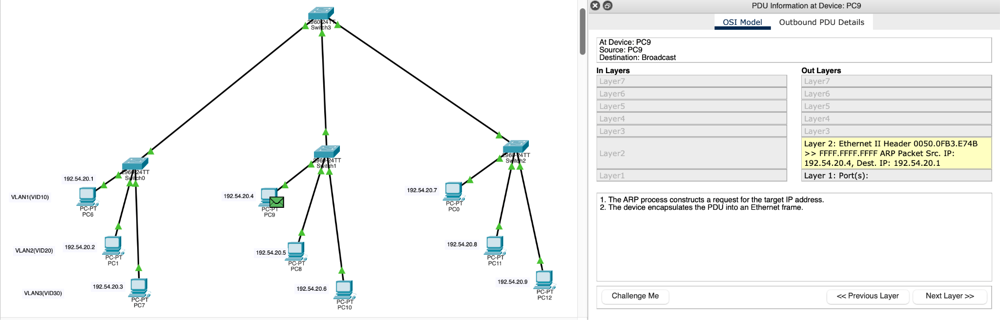 2960-24TT
Switch3
2960-24TT
Switch0
2960-24TT
Switch1
2960-24TT
Switch2
192.54.20.1
VLAN1(VID10)
PC-PT
PC6
192.54.20.4
PC-PT
PC9
192.54.20.7
PC-PT
PC0
VLAN2(VID20)
192.54.20.2
PC-PT
PC1
192.54.20.5
PC-PT
PC8
192.54.20.8
PC-PT
PC11
VLAN3(VID30)
192.54.20.3
PC-PT
PC7
192.54.20.6
PC-PT
PC10
192.54.20.9
PC-PT
PC12
PDU Information at Device: PC9
OSI Model Outbound PDU Details
At Device: PC9
Source: PC9
Destination: Broadcast
In Layers
Layer7
Layer6
Layer5
Layer4
Layer3
Layer2
Layer1
Out Layers
Layer7
Layer6
Layer5
Layer4
Layer3
Layer 2: Ethernet II Header 0050.0FB3.E74B
>> FFFF.FFFF.FFFF ARP Packet Src. IP:
192.54.20.4, Dest. IP: 192.54.20.1
Layer 1: Port(s):
1. The ARP process constructs a request for the target IP address.
2. The device encapsulates the PDU into an Ethernet frame.
Challenge Me
<< Previous Layer
Next Layer >>